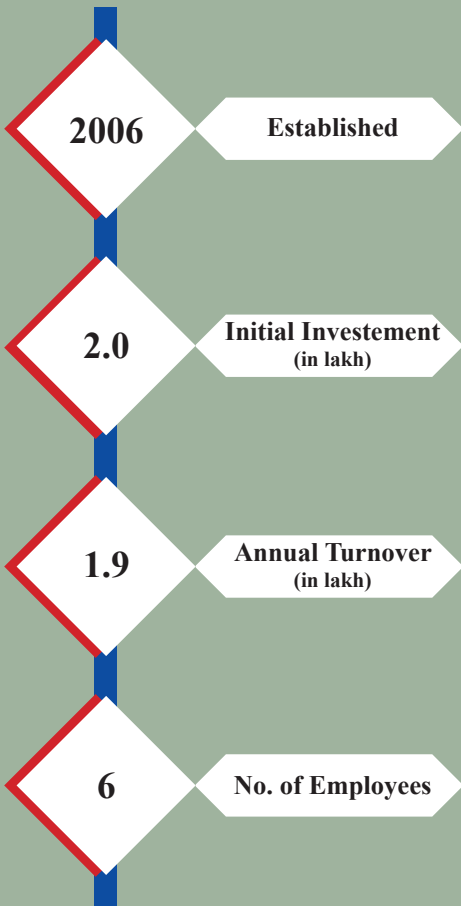 2006
Established
2.0
Initial Investement
(in lakh)
1.9
Annual Turnover
(in lakh)
6
No. of Employees